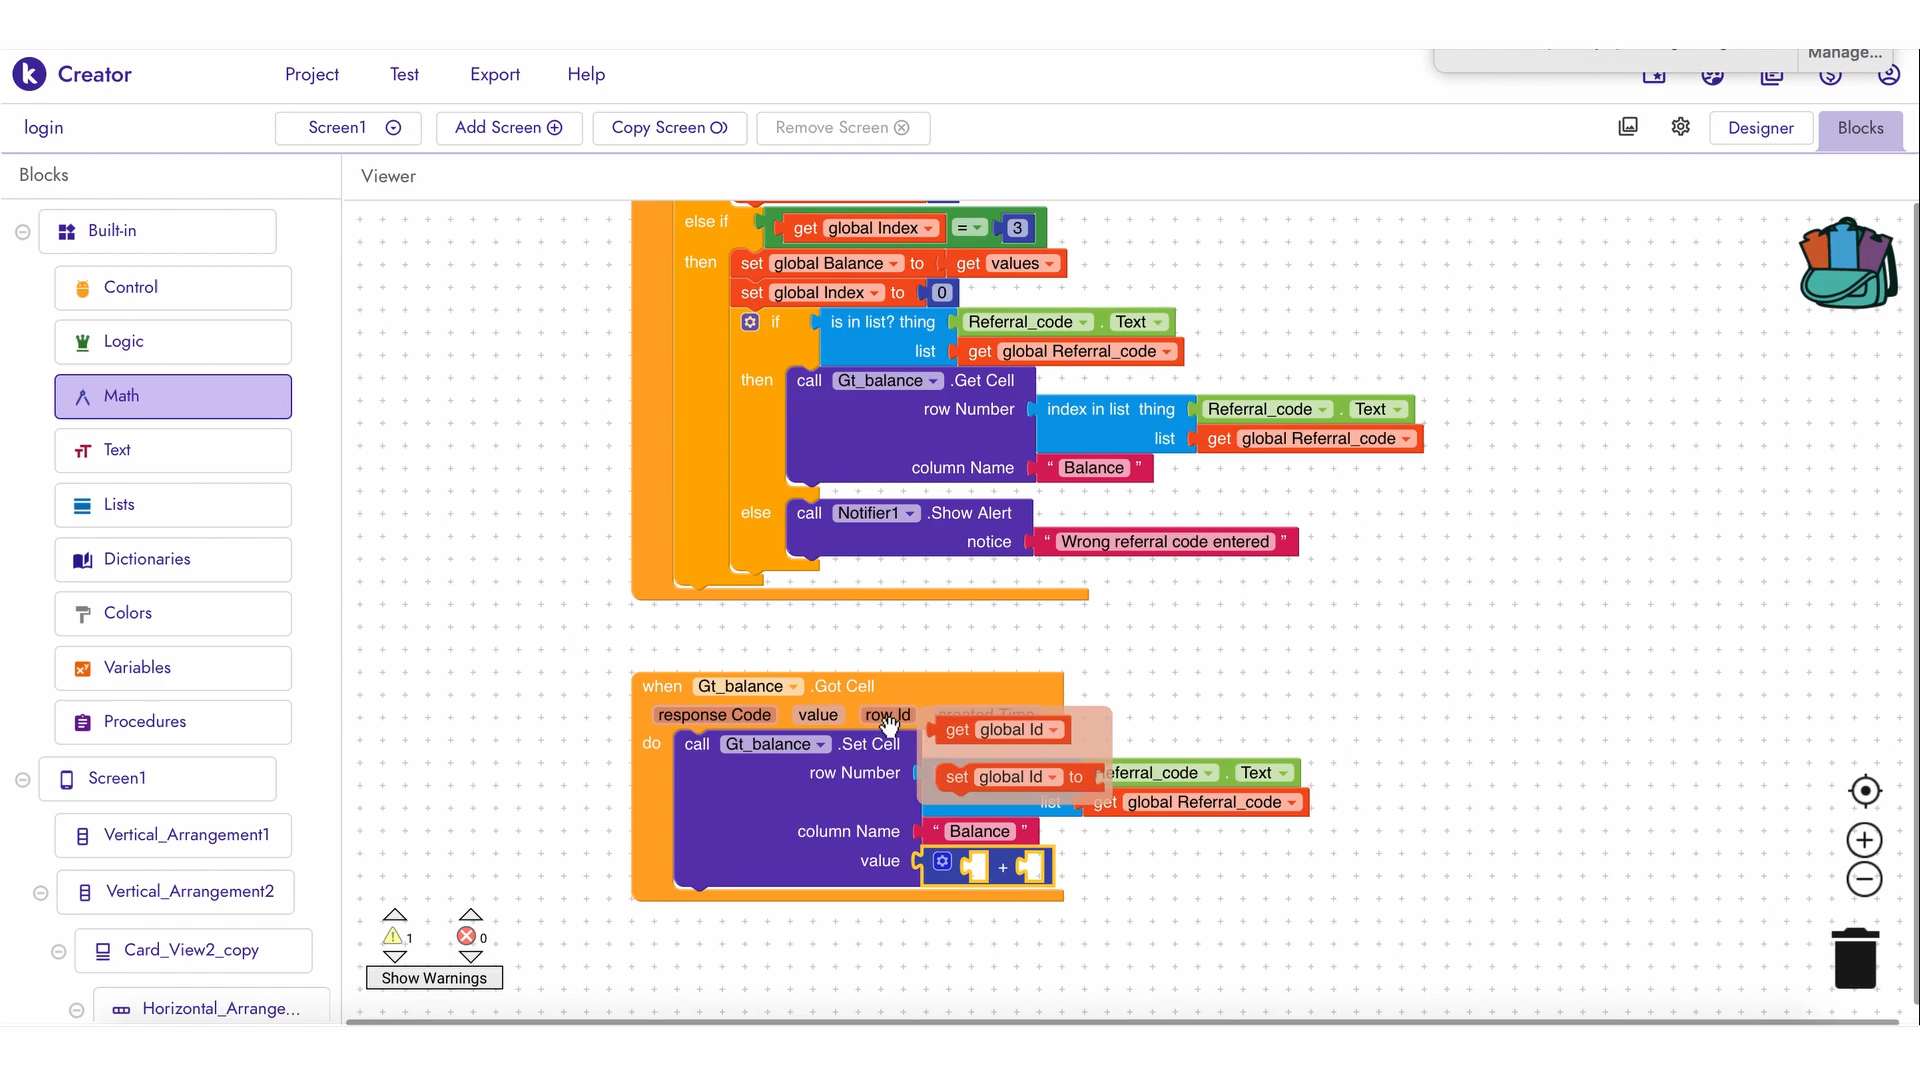 Manage...
Creator
Project
Test
Export
Help
login
Screen1
Add Screen
Copy Screen
Remove Screen
Designer
Blocks
Blocks
Viewer
Built-in
Control
Logic
Math
Text
Lists
Dictionaries
Colors
Variables
Procedures
Screen1
Vertical_Arrangement1
Vertical_Arrangement2
Card_View2_copy
Horizontal_Arrange...
else if get global Index = 3
then set global Balance to get values
set global Index to 0
if is in list? thing Referral_code . Text
list get global Referral_code
then call Gt_balance .Get Cell
row Number index in list thing Referral_code . Text
list get global Referral_code
column Name " Balance "
else call Notifier1 .Show Alert
notice " Wrong referral code entered "
when Gt_balance .Got Cell
response Code value row Id created Time
get global Id
do call Gt_balance .Set Cell
set global Id to
row Number eferral_code . Text
list get global Referral_code
column Name " Balance "
value +
1
0
Show Warnings